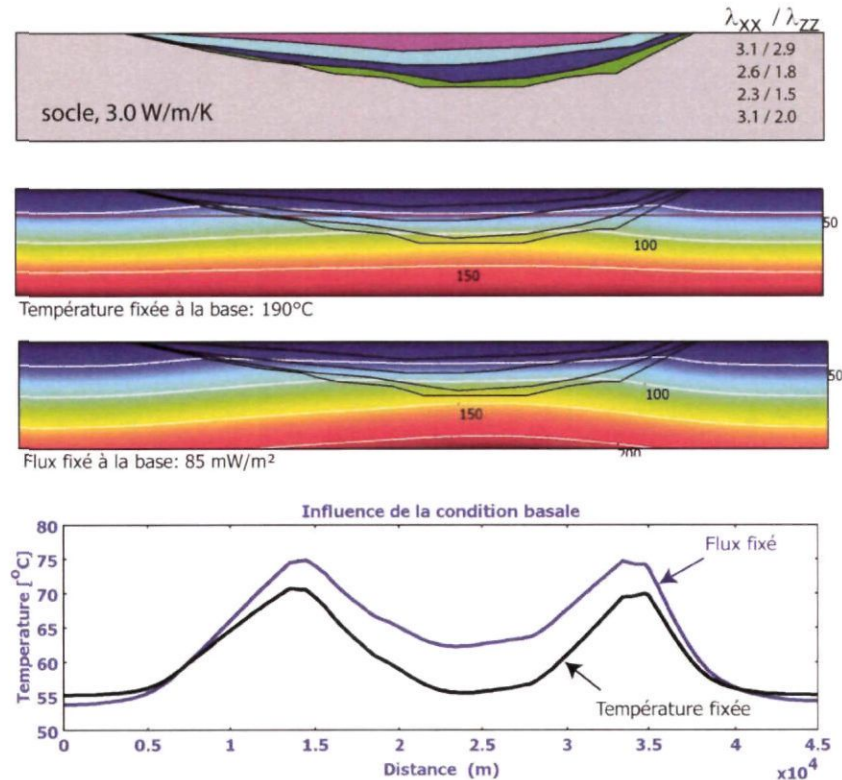 λXX / λZZ
3.1 / 2.9
2.6 / 1.8
2.3 / 1.5
3.1 / 2.0
socle, 3.0 W/m/K
50
100
150
Température fixée à la base: 190°C
50
100
150
200
Flux fixé à la base: 85 mW/m²
Influence de la condition basale
Temperature [°C]
80
75
70
65
60
55
50
Flux fixé
Température fixée
0
0.5
1
1.5
2
2.5
3
3.5
4
4.5
x10⁴
Distance (m)